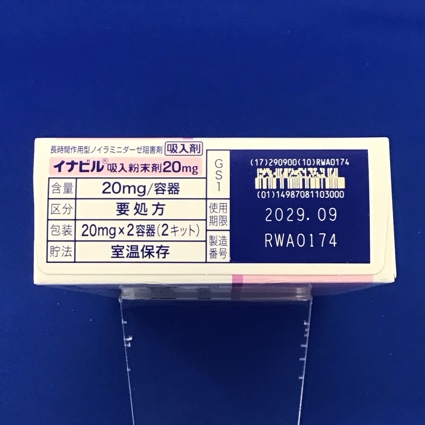 長時間作用型ノイラミニダーゼ阻害剤 吸入剤
イナビル®吸入粉末剤20mg
含量 20mg/容器
区分 要処方
包装 20mg×2容器(2キット)
貯法 室温保存
GS1
(17)290900(10)RWA0174
(01)14987081103000
使用期限 2029.09
製造番号 RWA0174